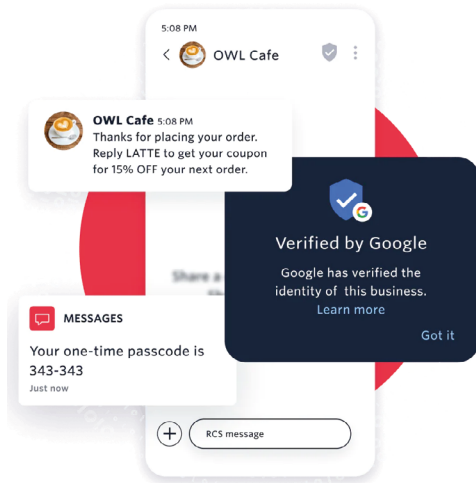 5:08 PM
OWL Cafe
OWL Cafe 5:08 PM
Thanks for placing your order.
Reply LATTE to get your coupon
for 15% OFF your next order.
Verified by Google
Google has verified the
identity of this business.
Learn more
Got it
Share a
MESSAGES
Your one-time passcode is
343-343
Just now
RCS message